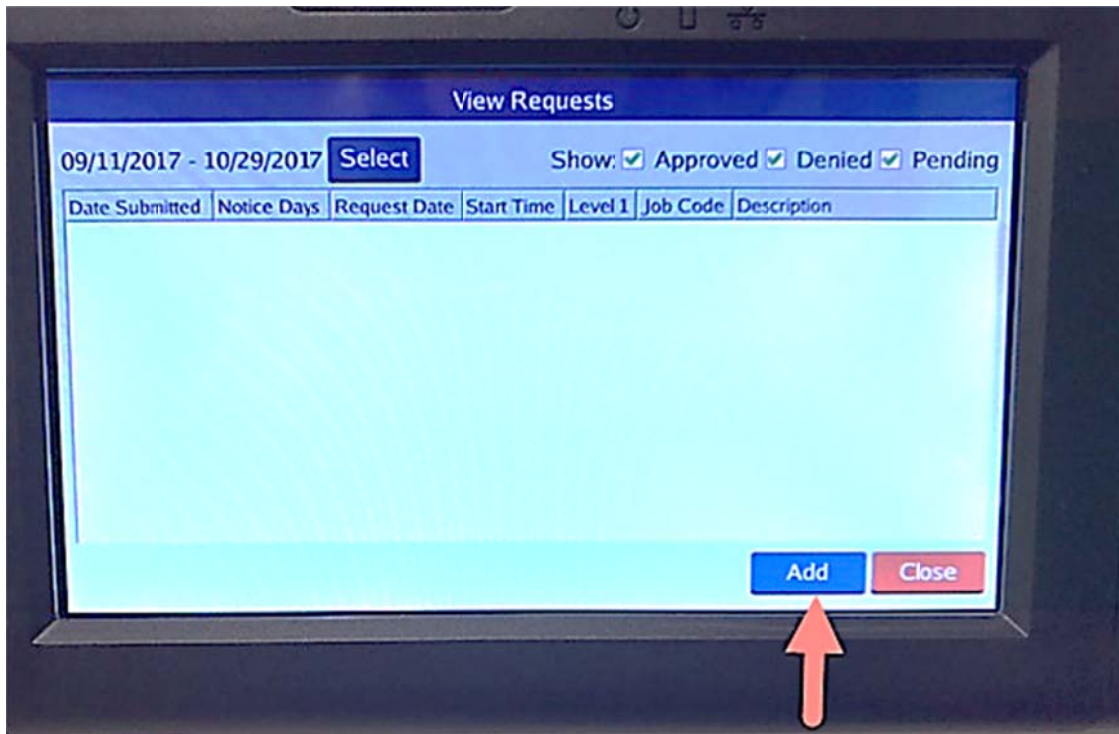 View Requests
09/11/2017 - 10/29/2017 Select Show: Approved Denied Pending
Date Submitted Notice Days Request Date Start Time Level 1 Job Code Description
Add Close